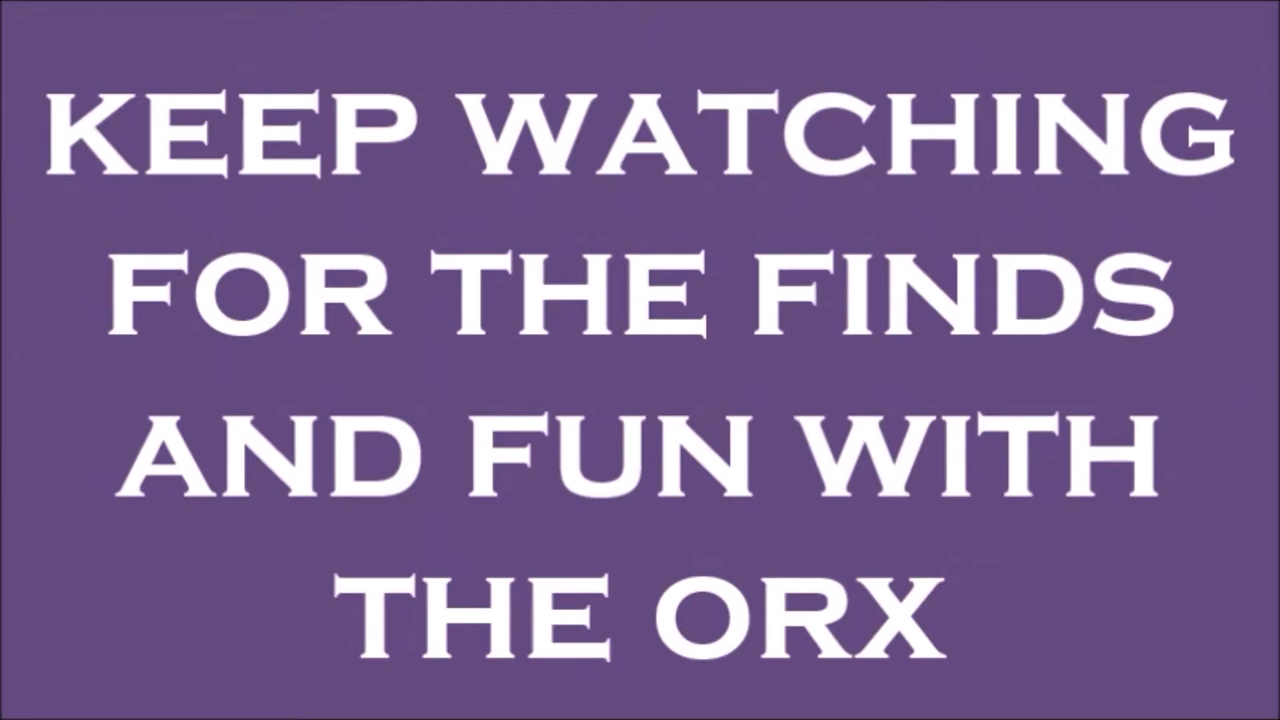 KEEP WATCHING
FOR THE FINDS
AND FUN WITH
THE ORX